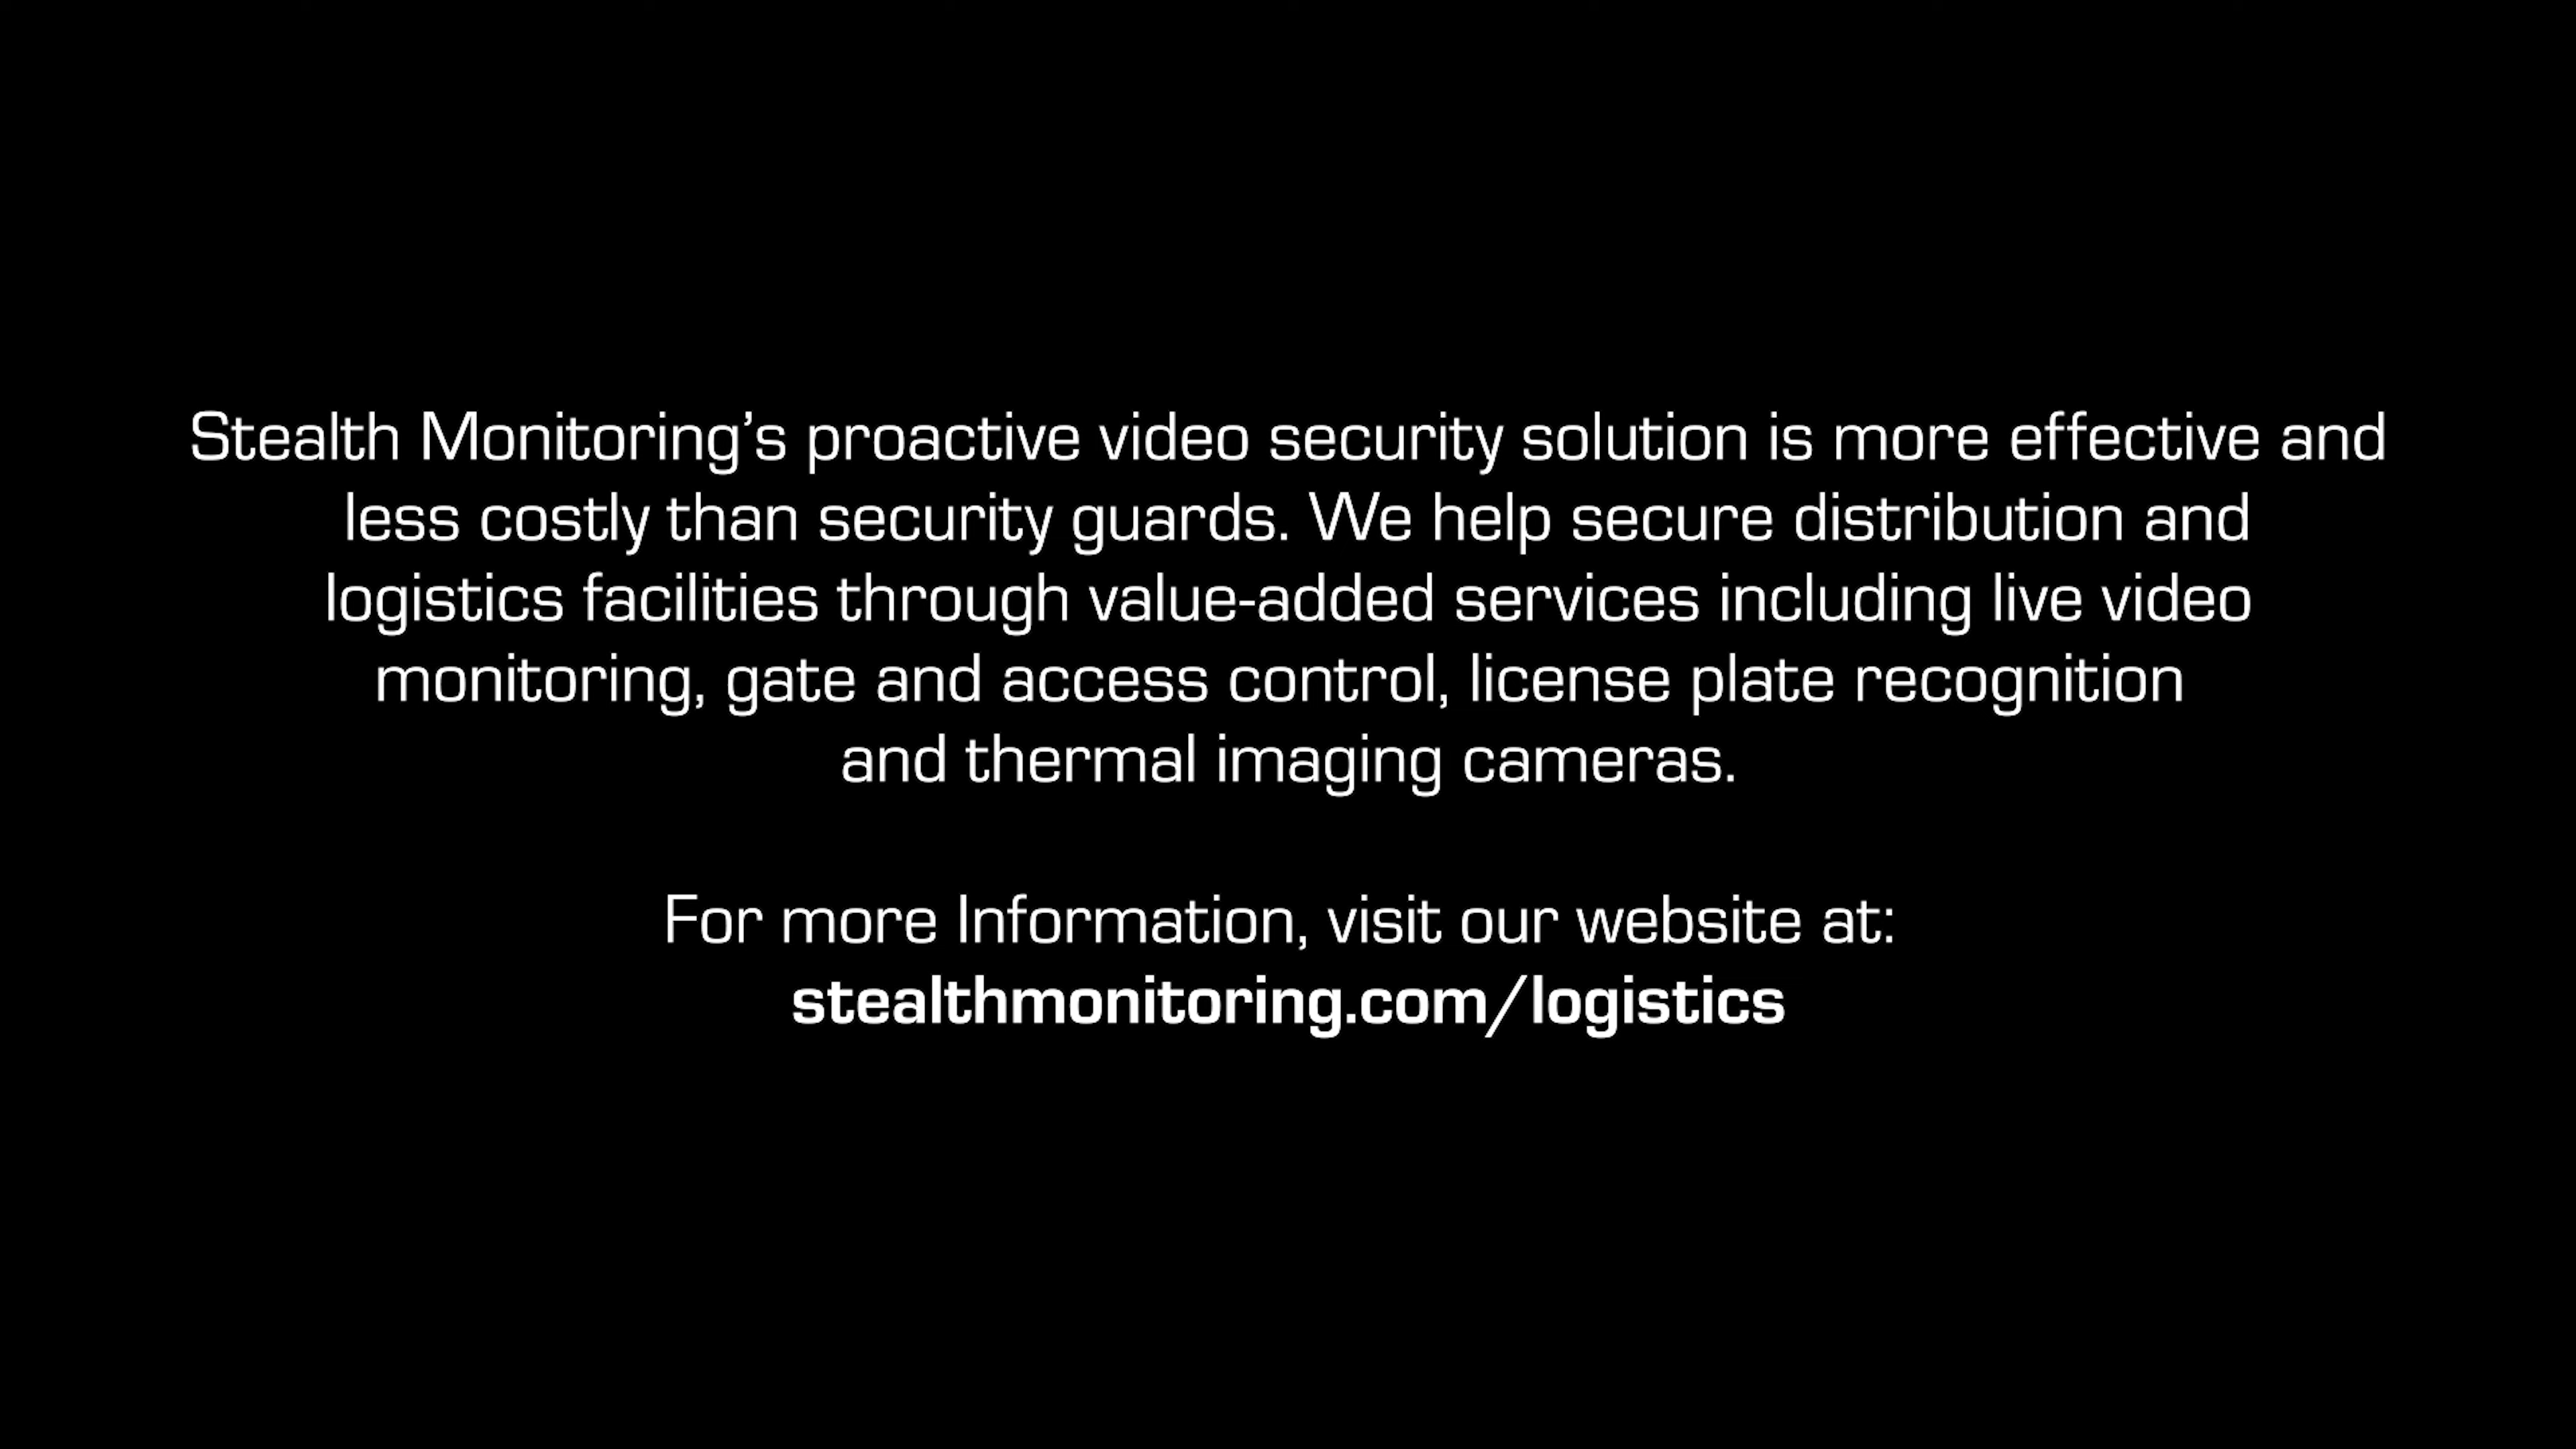 Stealth Monitoring’s proactive video security solution is more effective and
less costly than security guards. We help secure distribution and
logistics facilities through value-added services including live video
monitoring, gate and access control, license plate recognition
and thermal imaging cameras.
For more Information, visit our website at:
stealthmonitoring.com/logistics